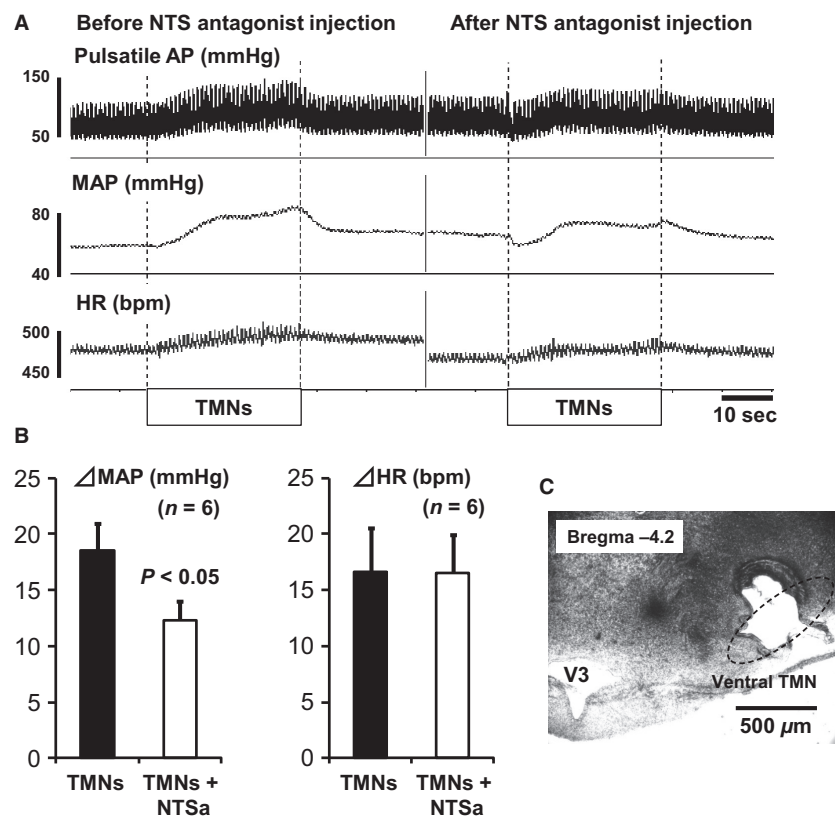 A
Before NTS antagonist injection
After NTS antagonist injection
Pulsatile AP (mmHg)
150
50
MAP (mmHg)
80
40
HR (bpm)
500
450
TMNs
TMNs
10 sec
B
⊿MAP (mmHg)
(n = 6)
25
20
15
10
5
0
P < 0.05
TMNs
TMNs +
NTSa
⊿HR (bpm)
(n = 6)
25
20
15
10
5
0
TMNs
TMNs +
NTSa
C
Bregma –4.2
V3
Ventral TMN
500 µm